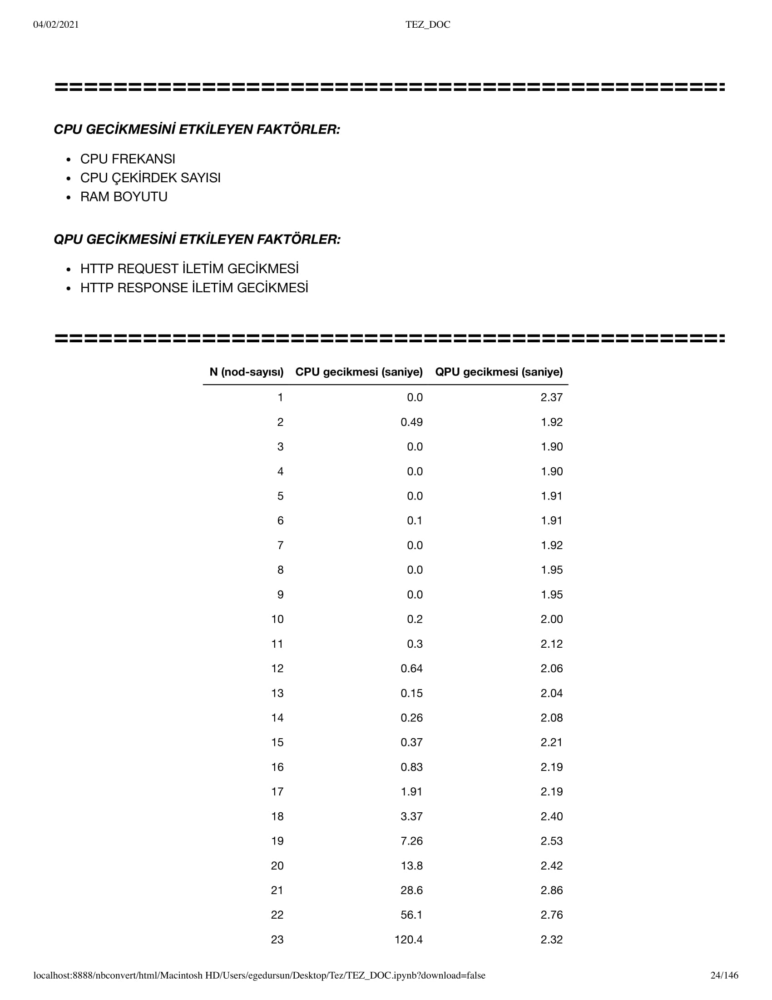 04/02/2021 TEZ_DOC
==============================================
CPU GECİKMESİNİ ETKİLEYEN FAKTÖRLER:
• CPU FREKANSI
• CPU ÇEKİRDEK SAYISI
• RAM BOYUTU
QPU GECİKMESİNİ ETKİLEYEN FAKTÖRLER:
• HTTP REQUEST İLETİM GECİKMESİ
• HTTP RESPONSE İLETİM GECİKMESİ
==============================================
N (nod-sayısı) CPU gecikmesi (saniye) QPU gecikmesi (saniye)
1 0.0 2.37
2 0.49 1.92
3 0.0 1.90
4 0.0 1.90
5 0.0 1.91
6 0.1 1.91
7 0.0 1.92
8 0.0 1.95
9 0.0 1.95
10 0.2 2.00
11 0.3 2.12
12 0.64 2.06
13 0.15 2.04
14 0.26 2.08
15 0.37 2.21
16 0.83 2.19
17 1.91 2.19
18 3.37 2.40
19 7.26 2.53
20 13.8 2.42
21 28.6 2.86
22 56.1 2.76
23 120.4 2.32
localhost:8888/nbconvert/html/Macintosh HD/Users/egedursun/Desktop/Tez/TEZ_DOC.ipynb?download=false 24/146